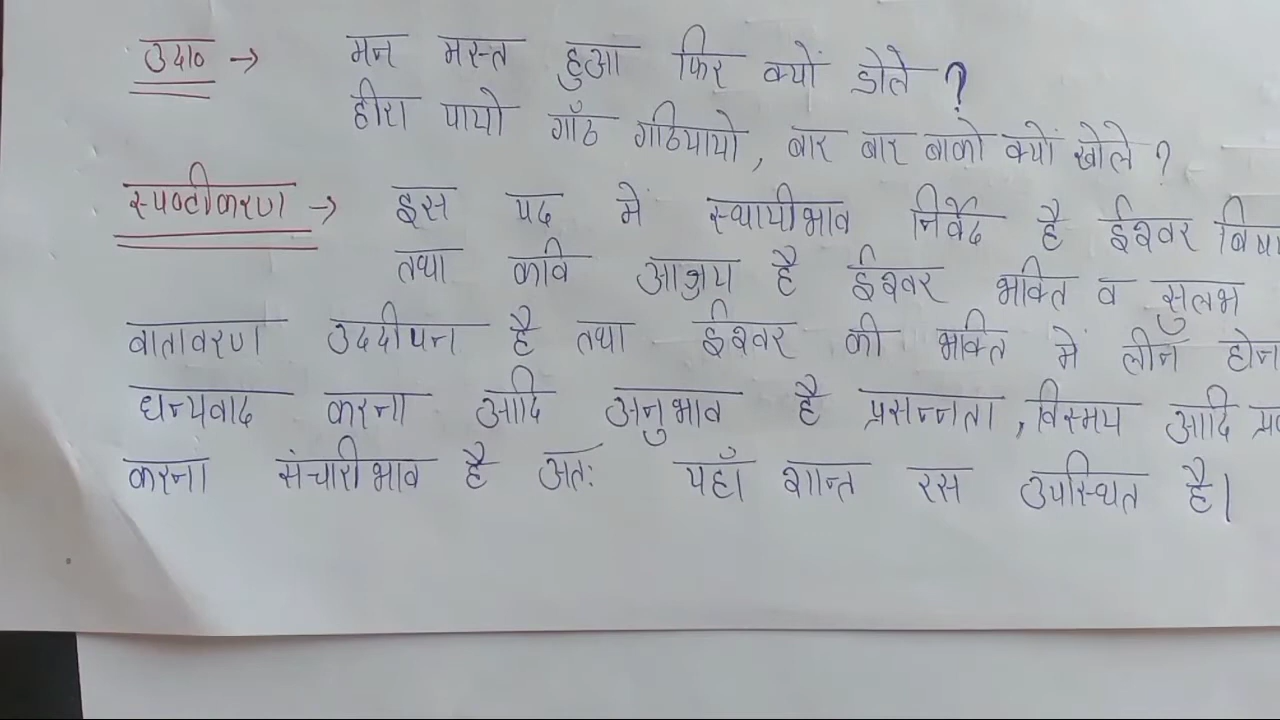 उदा० → मन मस्त हुआ फिर क्यों डोले ?
हीरा पायो गाँठ गठियायो, बार बार बाको क्यों खोले ?
स्पष्टीकरण → इस पद में स्थायीभाव निर्वेद है ईश्वर
तथा कवि आश्रय है ईश्वर भक्ति व सुलभ
वातावरण उददीपन है तथा ईश्वर की भक्ति में लीन
धन्यवाद करना आदि अनुभाव है प्रसन्नता, विस्मय आदि
करना संचारीभाव है अतः यहाँ शान्त रस उपस्थित है।